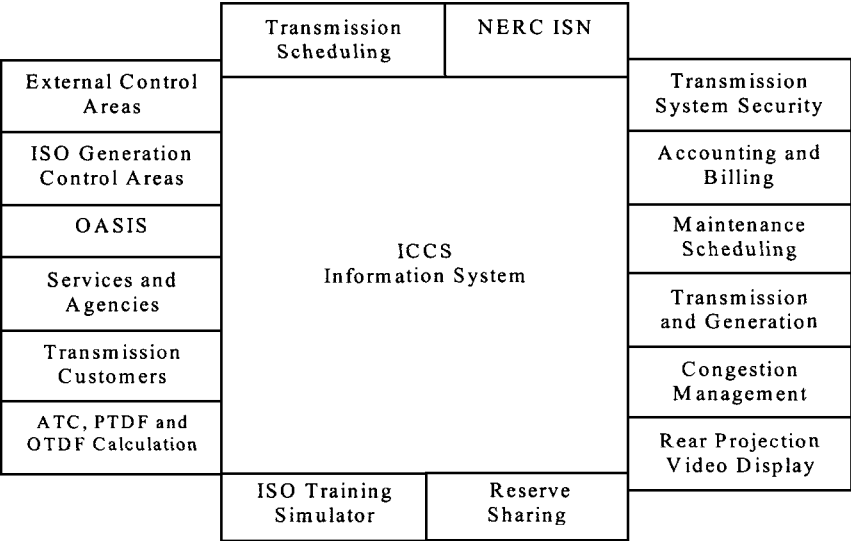 Transmission
Scheduling
NERC ISN
External Control
Areas
ISO Generation
Control Areas
OASIS
Services and
Agencies
Transmission
Customers
ATC, PTDF and
OTDF Calculation
ICCS
Information System
Transmission
System Security
Accounting and
Billing
Maintenance
Scheduling
Transmission
and Generation
Congestion
Management
Rear Projection
Video Display
ISO Training
Simulator
Reserve
Sharing